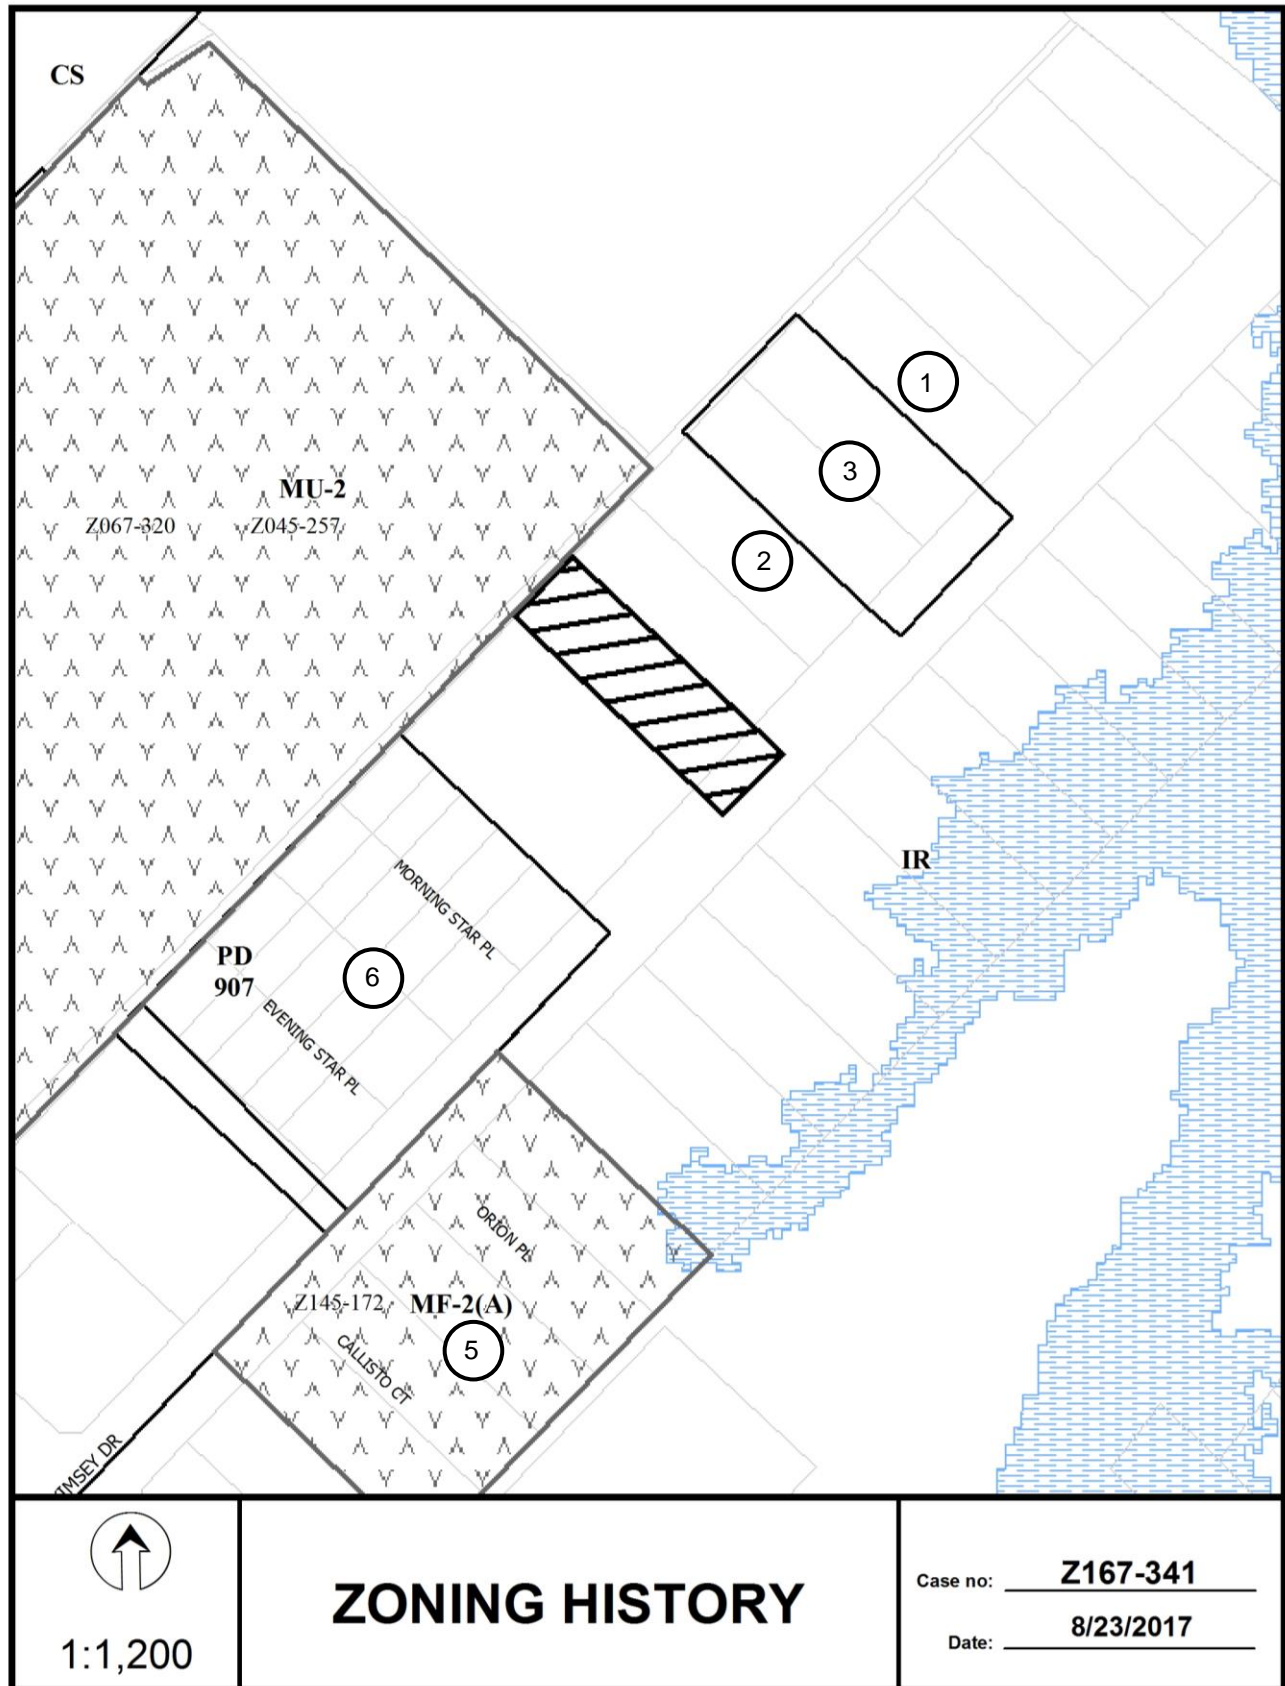 CS
1
3
MU-2
Z067-320
Z045-257
2
IR
MORNING STAR PL
PD
907
6
EVENING STAR PL
ORION PL
Z145-172
MF-2(A)
5
CALLISTO CT
IMSEY DR
1:1,200
ZONING HISTORY
Case no: Z167-341
Date: 8/23/2017